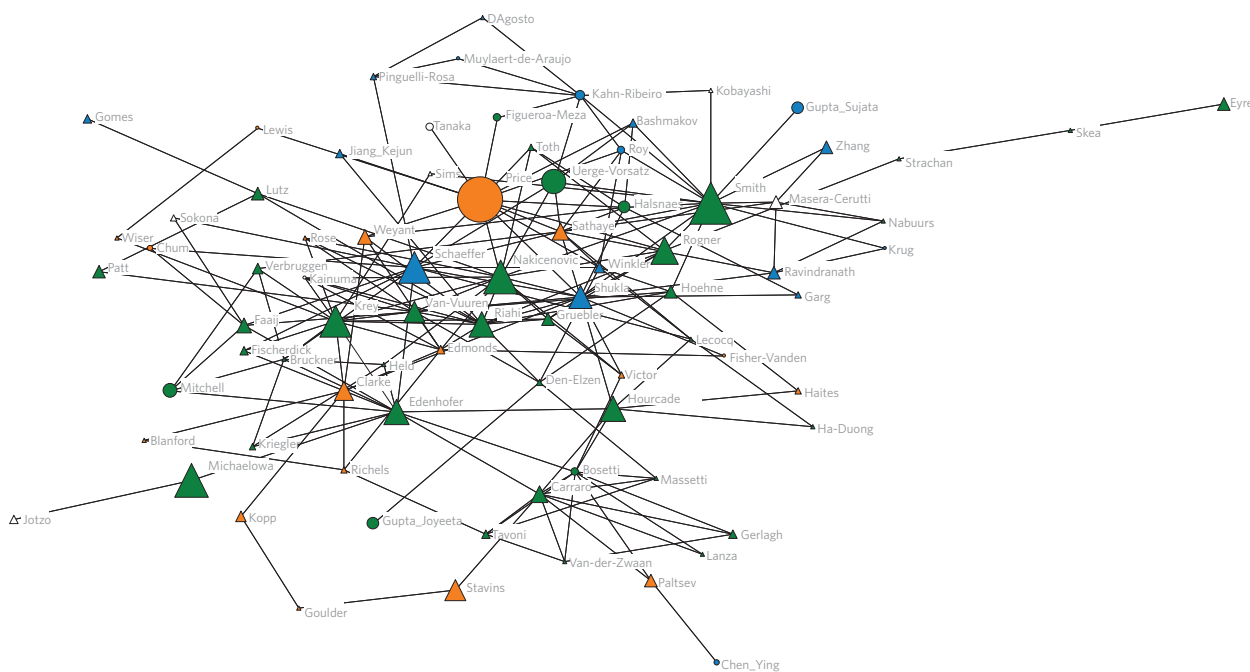 DAgosto
Muylaert-de-Araujo
Pinguelli-Rosa
Kahn-Ribeiro
Kobayashi
Gupta_Sujata
Eyre
Gomes
Figueroa-Meza
Bashmakov
Tanaka
Lewis
Skea
Jiang_Kejun
Toth
Roy
Zhang
Strachan
Sims
Price
Uerge-Vorsatz
Smith
Lutz
Halsnaes
Masera-Cerutti
Sokona
Nabuurs
Wiser
Rose
Weyant
Sathaye
Rogner
Chum
Schaeffer
Nakicenovic
Krug
Patt
Verbruggen
Kainuma
Winkler
Ravindranath
Shukla
Hoehne
Garg
Krey
Van-Vuuren
Riahi
Gruebler
Faaij
Lecocq
Fischerdick
Bruckner
Held
Edmonds
Fisher-Vanden
Mitchell
Clarke
Den-Elzen
Victor
Haites
Edenhofer
Hourcade
Ha-Duong
Blanford
Kriegler
Michaelowa
Richels
Bosetti
Massetti
Carraro
Jotzo
Kopp
Gupta_Joyeeta
Tavoni
Gerlagh
Lanza
Van-der-Zwaan
Paltsev
Stavins
Goulder
Chen_Ying